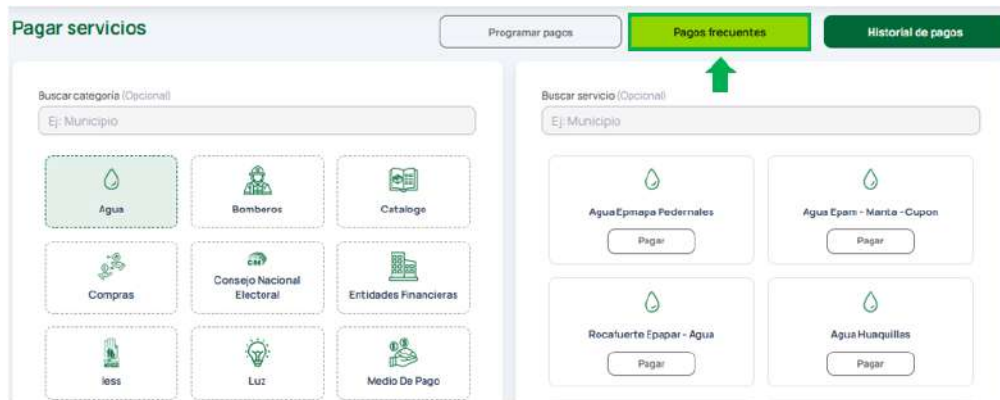 Pagar servicios
Programar pagos
Pagos frecuentes
Historial de pagos
Buscar categoría (Opcional)
Ej: Municipio
Agua
Bomberos
Catalogo
Compras
CNE
Consejo Nacional
Electoral
Entidades Financieras
Iess
Luz
Medio De Pago
Buscar servicio (Opcional)
Ej: Municipio
Agua Epmapa Pedernales
Pagar
Agua Epam - Manta - Cupon
Pagar
Rocafuerte Epapar - Agua
Pagar
Agua Huaquillas
Pagar